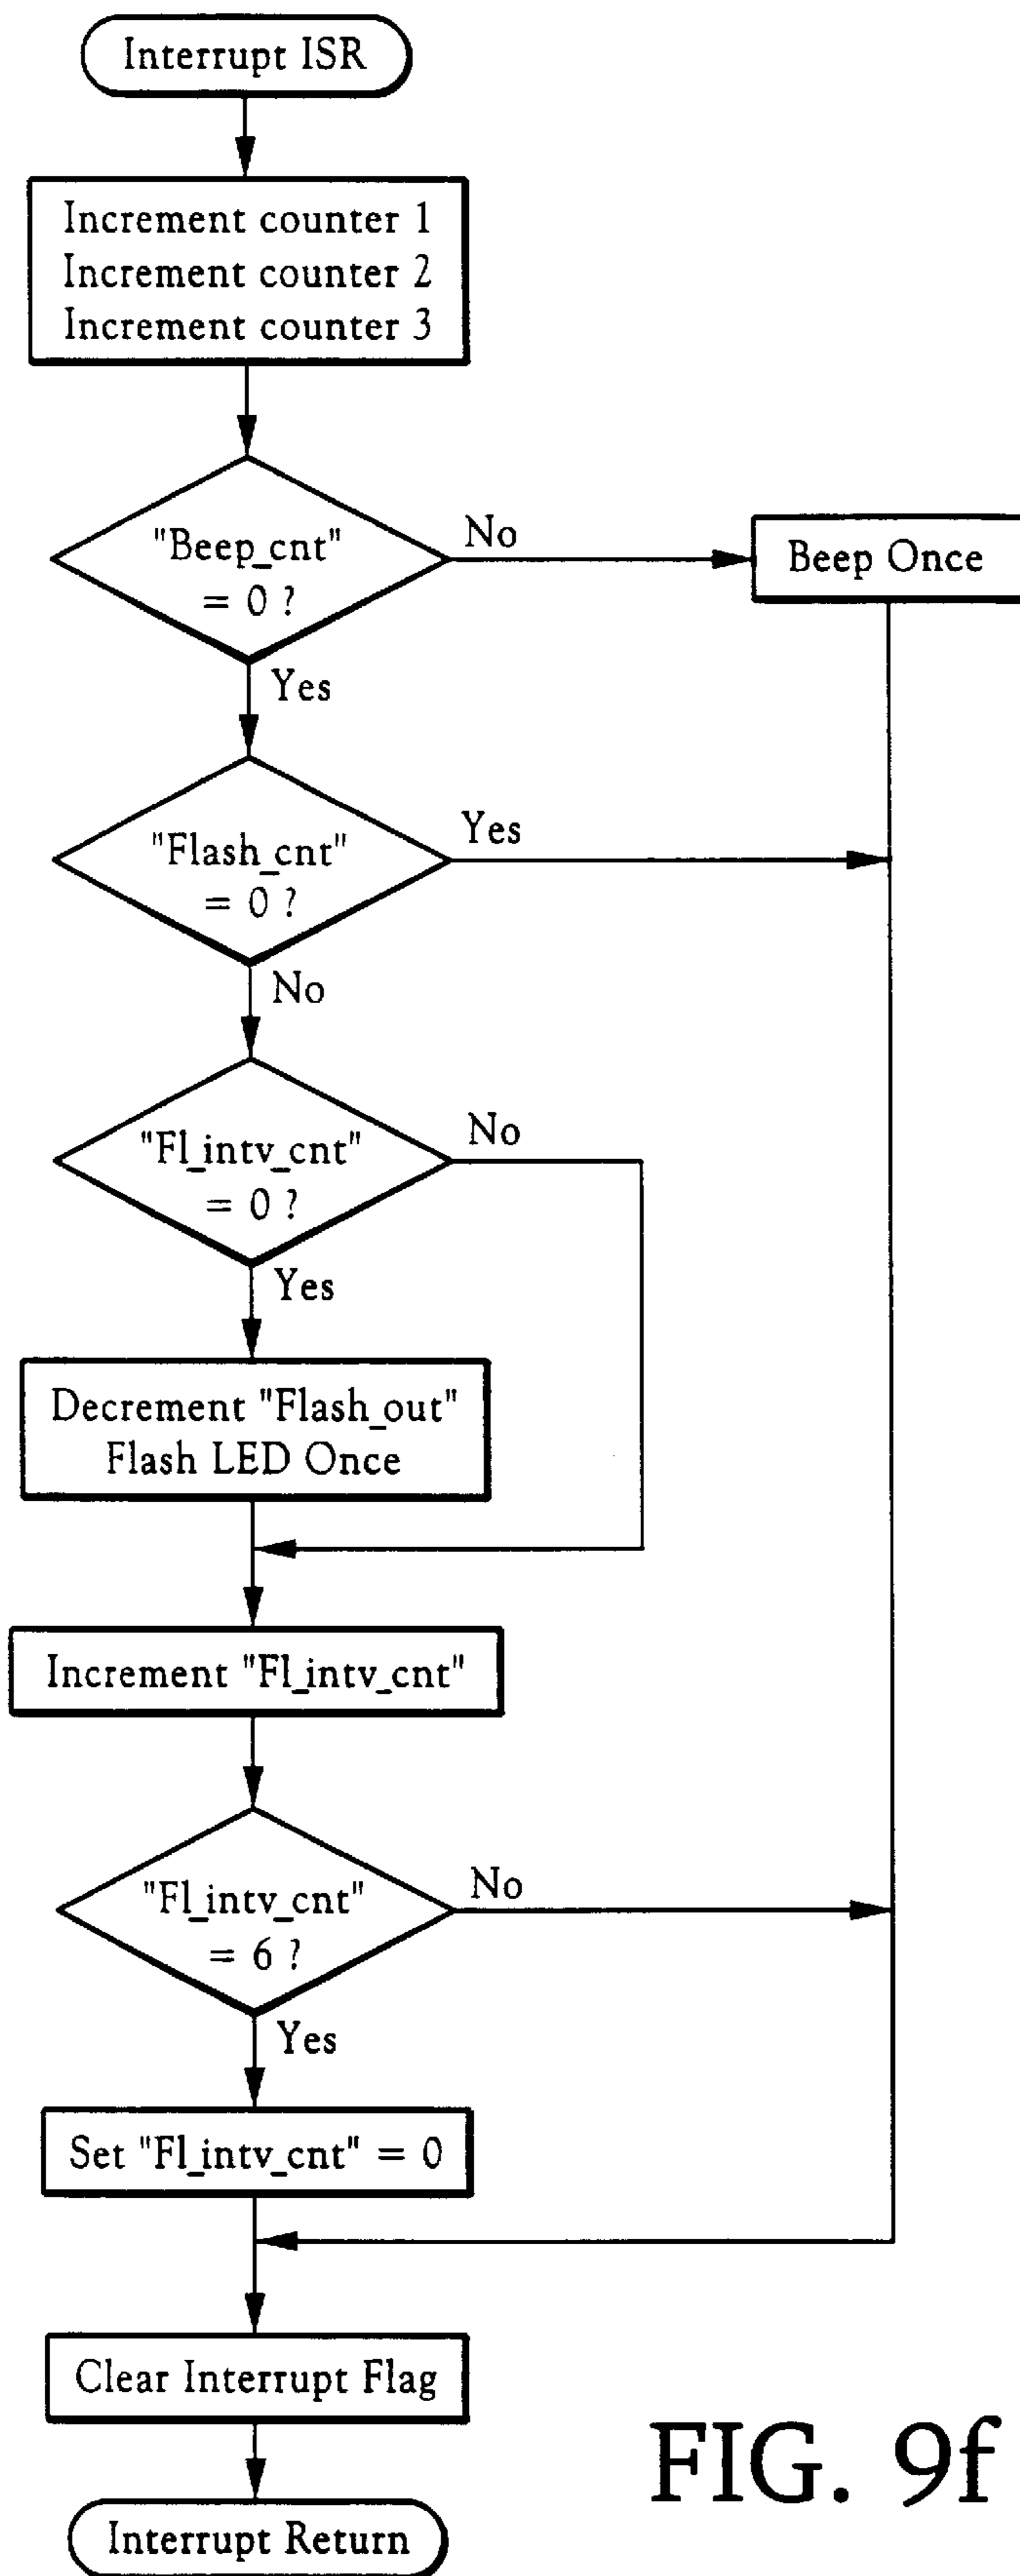 Interrupt ISR
Increment counter 1
Increment counter 2
Increment counter 3
"Beep_cnt"
= 0 ?
No
Beep Once
Yes
"Flash_cnt"
= 0 ?
Yes
No
"Fl_intv_cnt"
= 0 ?
No
Yes
Decrement "Flash_out"
Flash LED Once
Increment "Fl_intv_cnt"
"Fl_intv_cnt"
= 6 ?
No
Yes
Set "Fl_intv_cnt" = 0
Clear Interrupt Flag
Interrupt Return
FIG. 9f